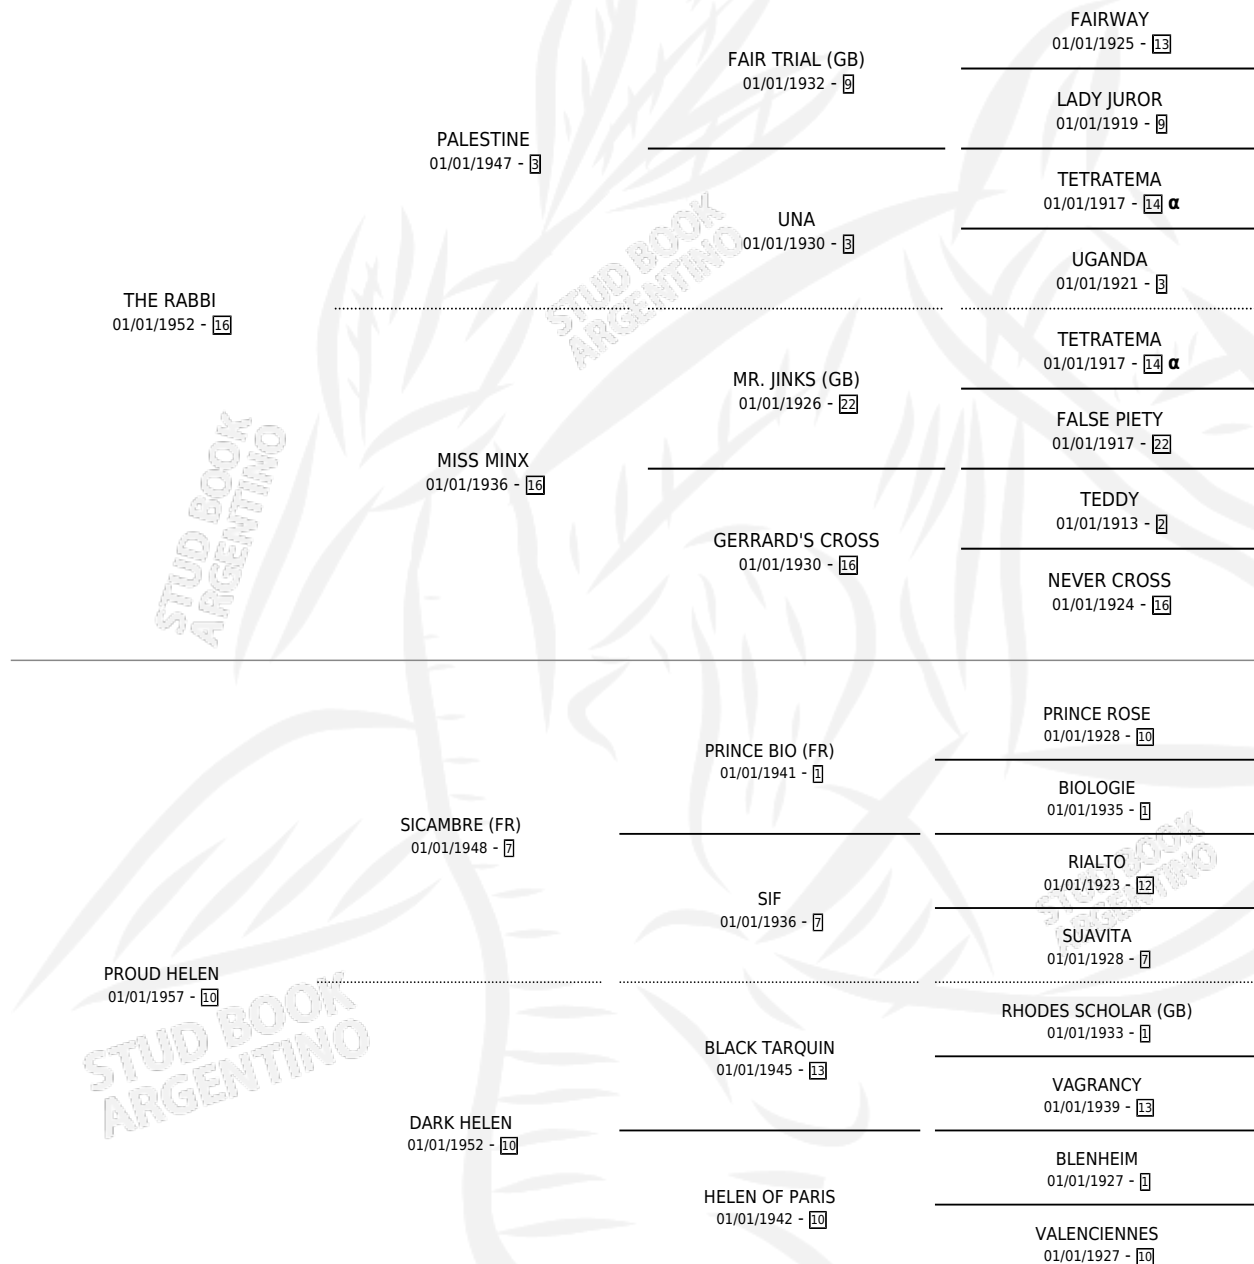 FAIRWAY
01/01/1925 - 13
FAIR TRIAL (GB)
01/01/1932 - 9
LADY JUROR
01/01/1919 - 9
PALESTINE
01/01/1947 - 3
TETRATEMA
01/01/1917 - 14 α
UNA
01/01/1930 - 3
UGANDA
01/01/1921 - 3
THE RABBI
01/01/1952 - 16
STUD BOOK
ARGENTINO
TETRATEMA
01/01/1917 - 14 α
MR. JINKS (GB)
01/01/1926 - 22
FALSE PIETY
01/01/1917 - 22
MISS MINX
01/01/1936 - 16
TEDDY
01/01/1913 - 2
GERRARD'S CROSS
01/01/1930 - 16
NEVER CROSS
01/01/1924 - 16
STUD BOOK
ARGENTINO
PRINCE ROSE
01/01/1928 - 10
PRINCE BIO (FR)
01/01/1941 - 1
BIOLOGIE
01/01/1935 - 1
SICAMBRE (FR)
01/01/1948 - 7
RIALTO
01/01/1923 - 12
STUD BOOK
ARGENTINO
SIF
01/01/1936 - 7
SUAVITA
01/01/1928 - 7
PROUD HELEN
01/01/1957 - 10
STUD BOOK
ARGENTINO
RHODES SCHOLAR (GB)
01/01/1933 - 1
BLACK TARQUIN
01/01/1945 - 13
VAGRANCY
01/01/1939 - 13
DARK HELEN
01/01/1952 - 10
BLENHEIM
01/01/1927 - 1
HELEN OF PARIS
01/01/1942 - 10
VALENCIENNES
01/01/1927 - 10